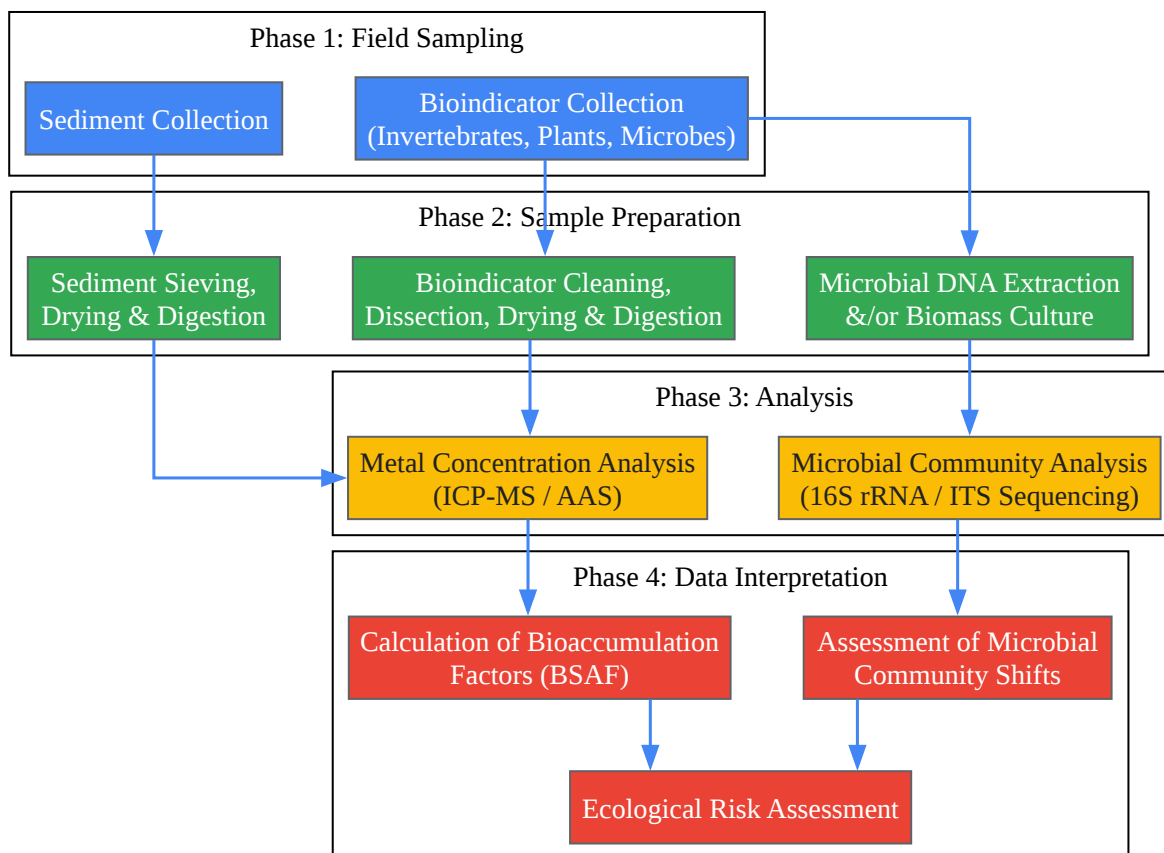 Phase 1: Field Sampling
Sediment Collection
Bioindicator Collection
(Invertebrates, Plants, Microbes)
Phase 2: Sample Preparation
Sediment Sieving,
Drying & Digestion
Bioindicator Cleaning,
Dissection, Drying & Digestion
Microbial DNA Extraction
&/or Biomass Culture
Phase 3: Analysis
Metal Concentration Analysis
(ICP-MS / AAS)
Microbial Community Analysis
(16S rRNA / ITS Sequencing)
Phase 4: Data Interpretation
Calculation of Bioaccumulation
Factors (BSAF)
Assessment of Microbial
Community Shifts
Ecological Risk Assessment